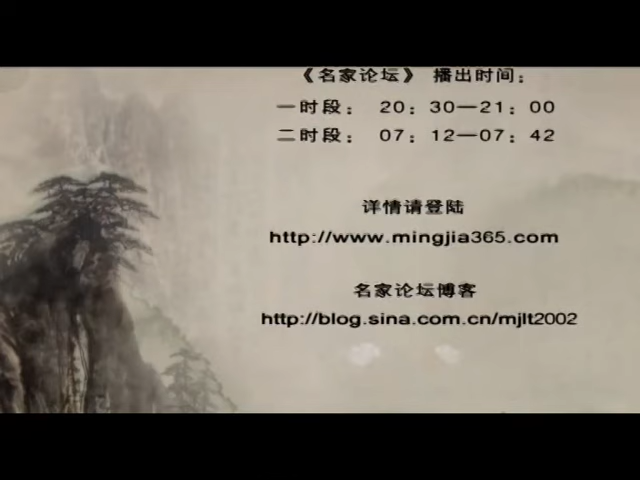 《名家论坛》 播出时间：
一时段： 20：30—21：00
二时段： 07：12—07：42
详情请登陆
http://www.mingjia365.com
名家论坛博客
http://blog.sina.com.cn/mjlt2002